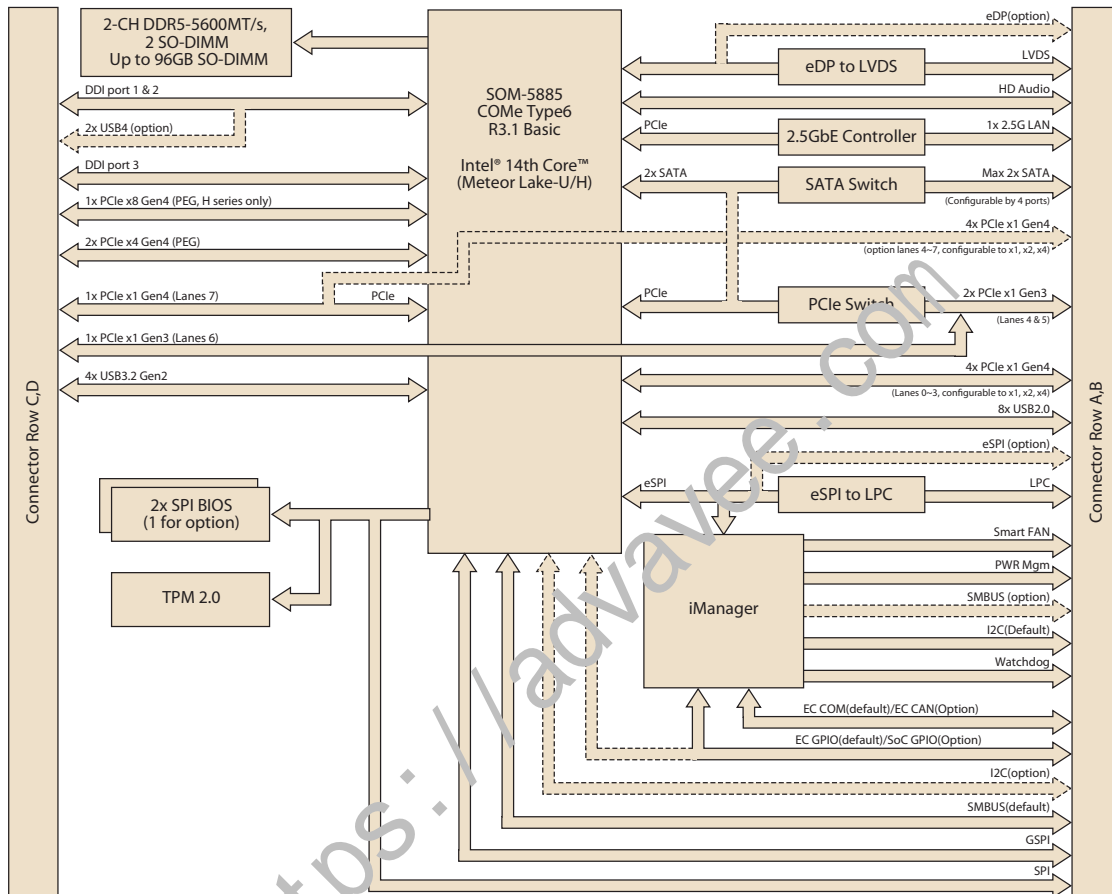 2-CH DDR5-5600MT/s,
2 SO-DIMM
Up to 96GB SO-DIMM
DDI port 1 & 2
2x USB4 (option)
DDI port 3
1x PCIe x8 Gen4 (PEG, H series only)
2x PCIe x4 Gen4 (PEG)
1x PCIe x1 Gen4 (Lanes 7)
PCIe
1x PCIe x1 Gen3 (Lanes 6)
4x USB3.2 Gen2
Connector Row C,D
2x SPI BIOS
(1 for option)
TPM 2.0
SOM-5885
COMe Type6
R3.1 Basic
Intel® 14th Core™
(Meteor Lake-U/H)
eDP(option)
eDP to LVDS
LVDS
HD Audio
PCIe
2.5GbE Controller
1x 2.5G LAN
2x SATA
SATA Switch
Max 2x SATA
(Configurable by 4 ports)
4x PCIe x1 Gen4
(option lanes 4~7, configurable to x1, x2, x4)
PCIe
PCIe Switch
2x PCIe x1 Gen3
(Lanes 4 & 5)
4x PCIe x1 Gen4
(Lanes 0~3, configurable to x1, x2, x4)
8x USB2.0
eSPI (option)
eSPI
eSPI to LPC
LPC
iManager
Smart FAN
PWR Mgm
SMBUS (option)
I2C(Default)
Watchdog
EC COM(default)/EC CAN(Option)
EC GPIO(default)/SoC GPIO(Option)
I2C(option)
SMBUS(default)
GSPI
SPI
Connector Row A,B
https://advavee.com